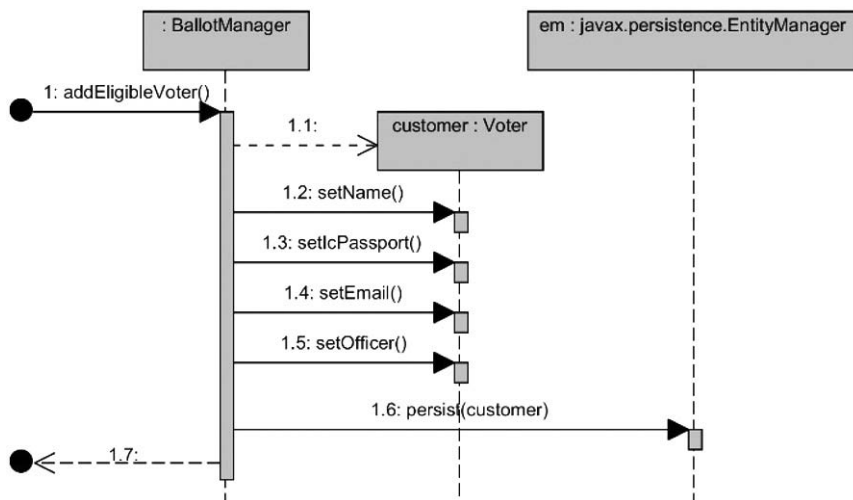 : BallotManager
em : javax.persistence.EntityManager
1: addEligibleVoter()
1.1:
customer : Voter
1.2: setName()
1.3: setIcPassport()
1.4: setEmail()
1.5: setOfficer()
1.6: persist(customer)
1.7: